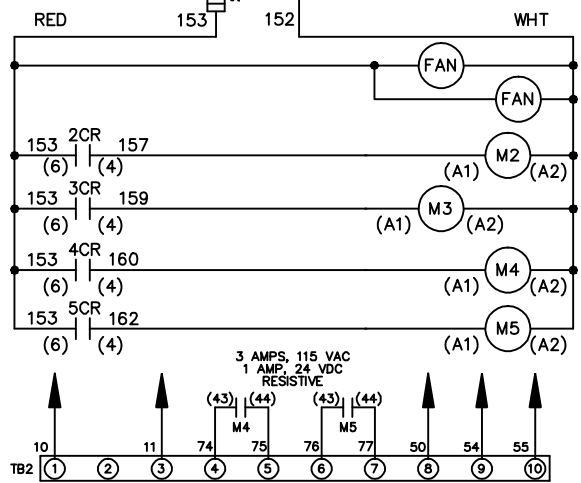 RED 153 152 WHT
FAN
FAN
2CR
153 157
(6) (4) (A1) M2 (A2)
3CR
153 159
(6) (4) (A1) M3 (A2)
4CR
153 160
(6) (4) (A1) M4 (A2)
5CR
153 162
(6) (4) (A1) M5 (A2)
3 AMPS, 115 VAC
1 AMP, 24 VDC
RESISTIVE
(43) (44) (43) (44)
M4 M5
10 11 74 75 76 77 50 54 55
TB2 1 2 3 4 5 6 7 8 9 10